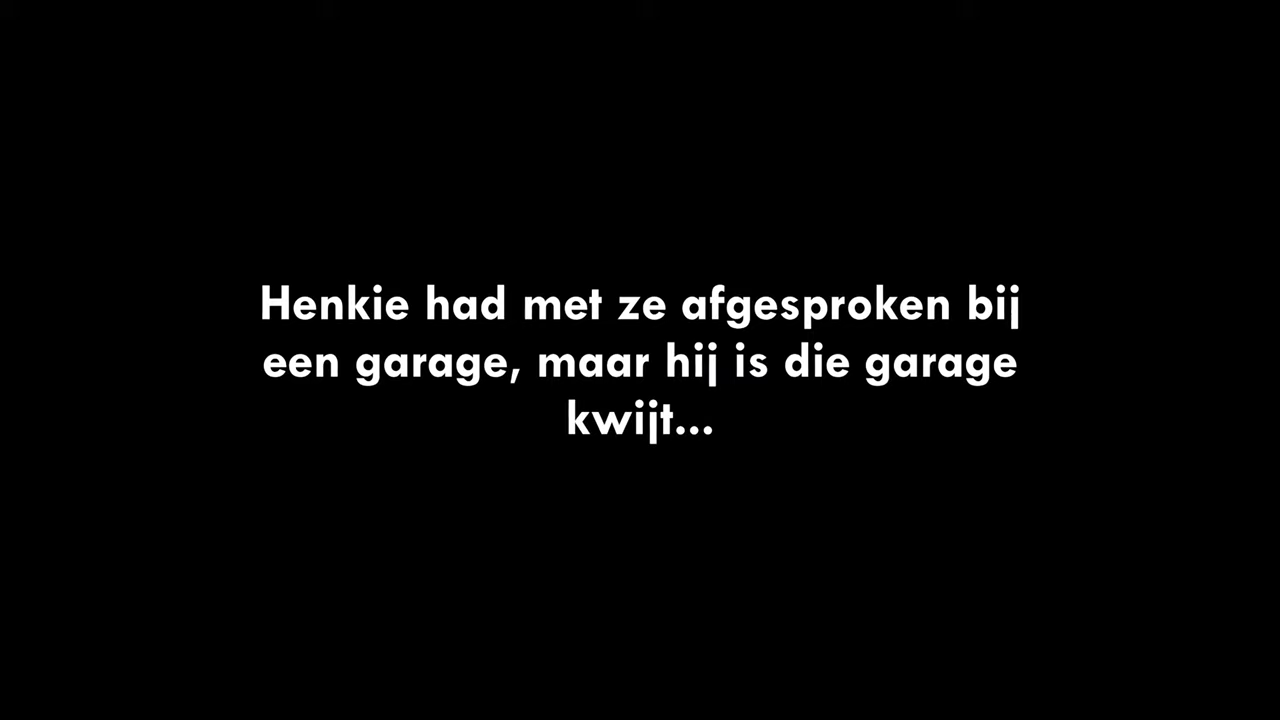 Henkie had met ze afgesproken bij
een garage, maar hij is die garage
kwijt...